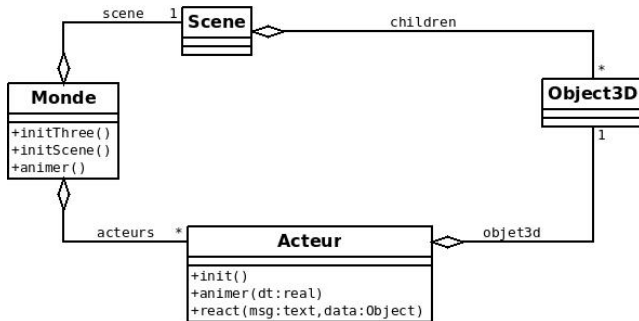 scene 1
Scene
children
*
Monde
+initThree()
+initScene()
+animer()
Object3D
1
acteurs *
Acteur
objet3d
+init()
+animer(dt:real)
+react(msg:text,data:Object)